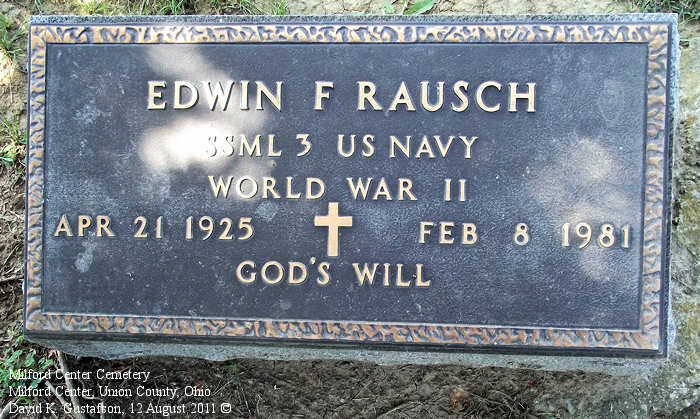 EDWIN F RAUSCH
SSML 3 US NAVY
WORLD WAR II
APR 21 1925 FEB 8 1981
GOD'S WILL
Milford Center Cemetery
Milford Center, Union County, Ohio
David K. Gustafson, 12 August 2011 ©